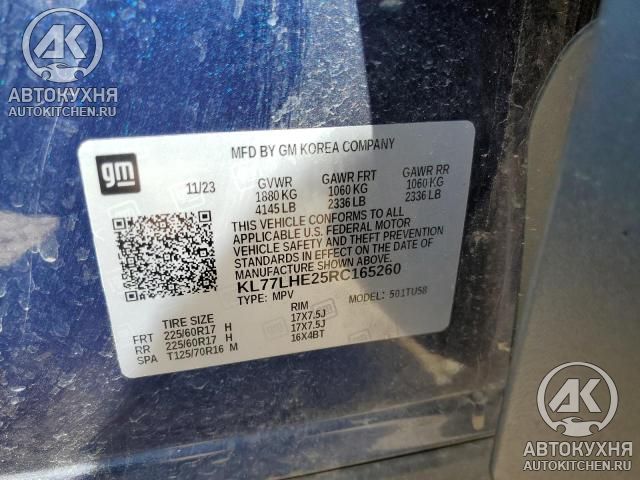 AK
АВТОКУХНЯ
AUTOKITCHEN.RU
gm
MFD BY GM KOREA COMPANY
11/23 GVWR GAWR FRT GAWR RR
1880 KG 1060 KG 1060 KG
4145 LB 2336 LB 2336 LB
THIS VEHICLE CONFORMS TO ALL
APPLICABLE U.S. FEDERAL MOTOR
VEHICLE SAFETY AND THEFT PREVENTION
STANDARDS IN EFFECT ON THE DATE OF
MANUFACTURE SHOWN ABOVE.
KL77LHE25RC165260
TYPE: MPV MODEL: 501TU58
TIRE SIZE RIM
FRT 225/60R17 H 17X7.5J
RR 225/60R17 H 17X7.5J
SPA T125/70R16 M 16X4BT
AK
АВТОКУХНЯ
AUTOKITCHEN.RU